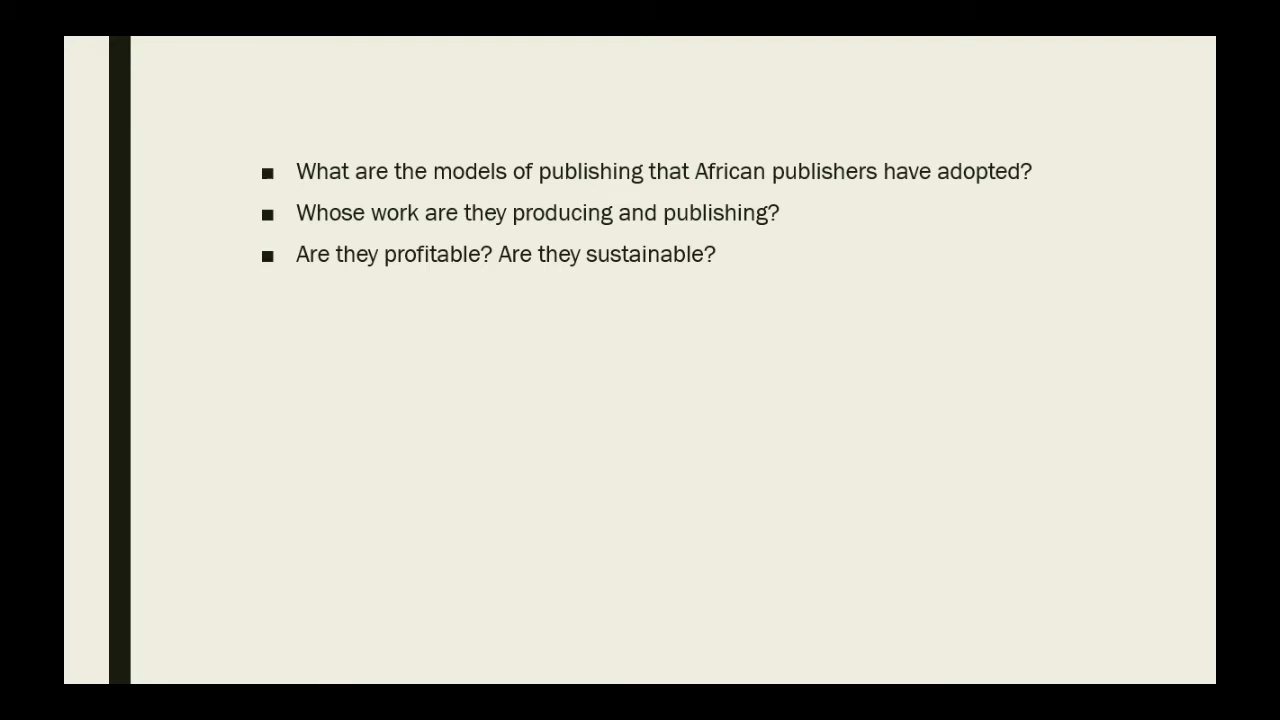 ■ What are the models of publishing that African publishers have adopted?
■ Whose work are they producing and publishing?
■ Are they profitable? Are they sustainable?